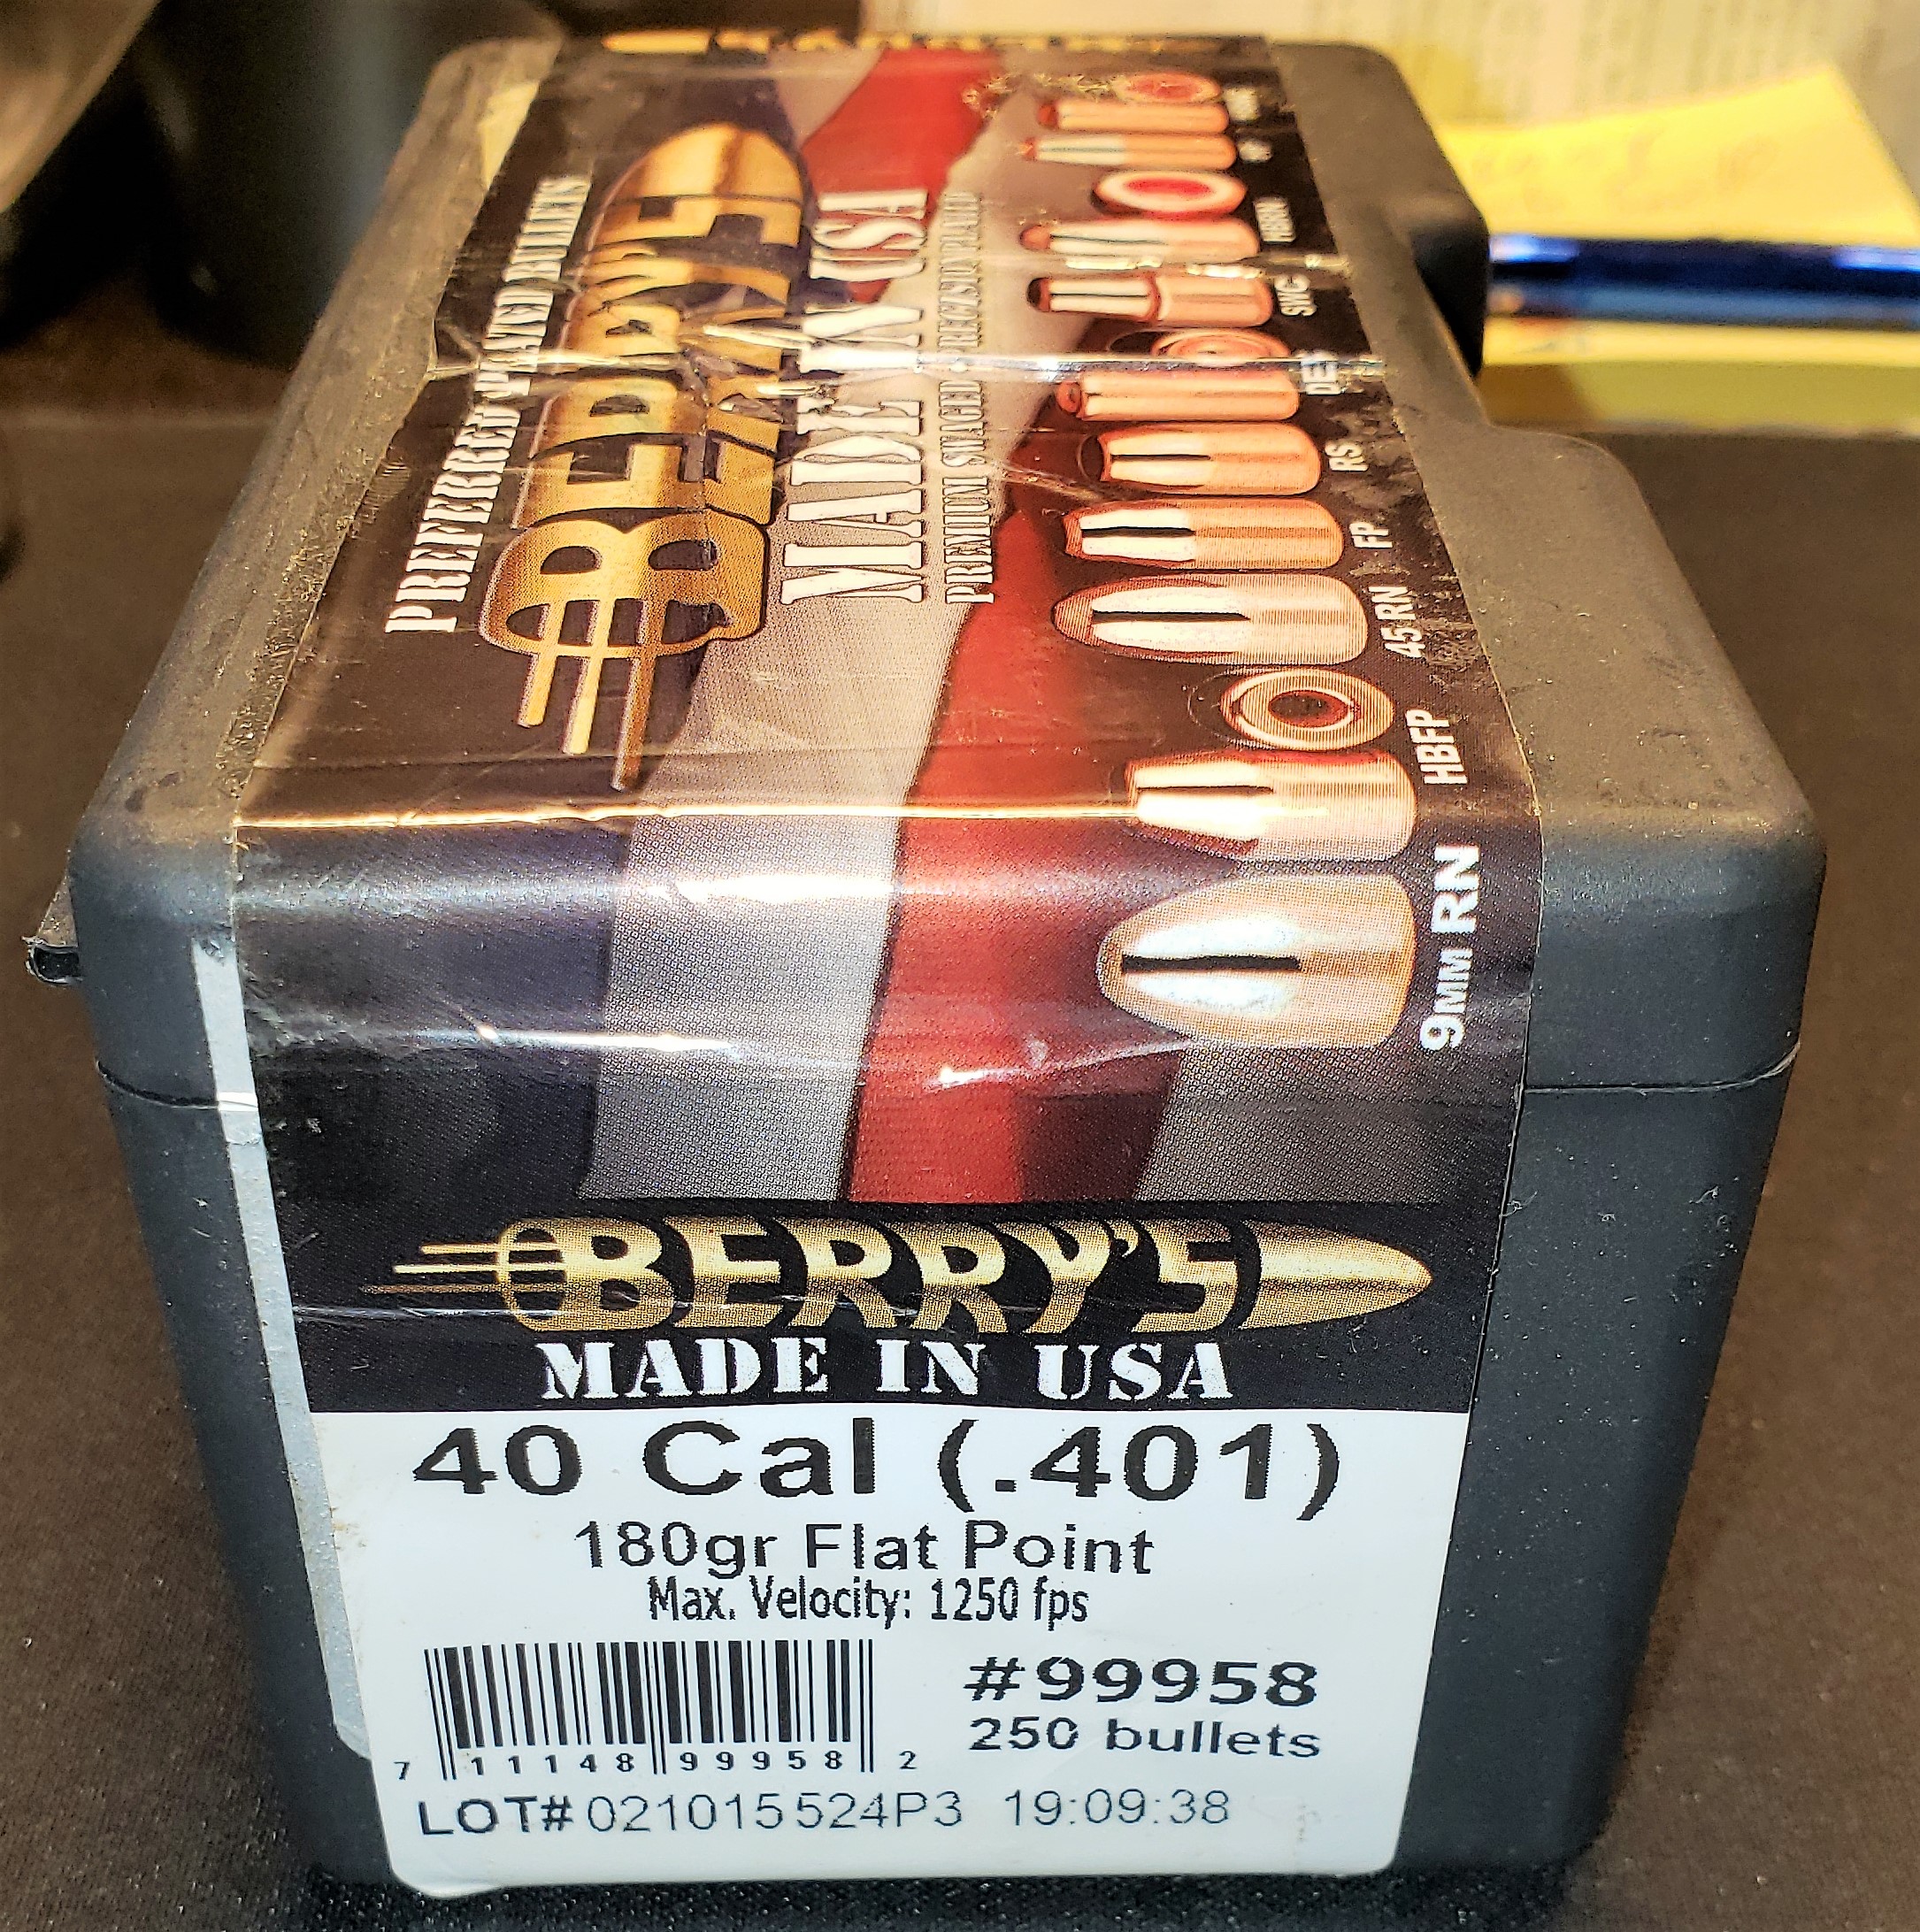 PREFERRED PLATED BULLETS
BERRY'S
MADE IN USA
PREMIUM SWAGED • PRECISION PLATED
HBRN
SWC
DEWC
RS
FP
45 RN
HBFP
9MM RN
BERRY'S
MADE IN USA
40 Cal (.401)
180gr Flat Point
Max. Velocity: 1250 fps
#99958
250 bullets
7 11148 99958 2
LOT# 021015524P3 19:09:38